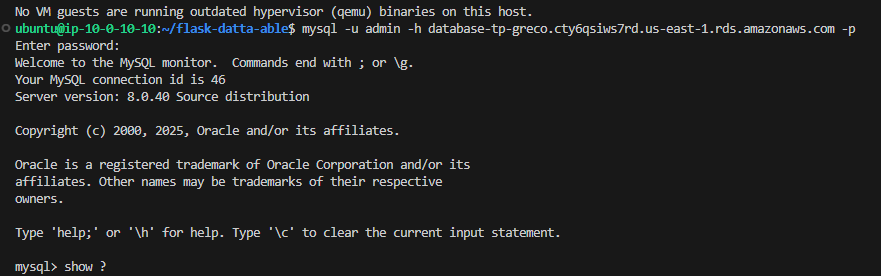 No VM guests are running outdated hypervisor (qemu) binaries on this host.
ubuntu@ip-10-0-10-10:~/flask-datta-able$ mysql -u admin -h database-tp-greco.cty6qsiws7rd.us-east-1.rds.amazonaws.com -p
Enter password:
Welcome to the MySQL monitor.  Commands end with ; or \g.
Your MySQL connection id is 46
Server version: 8.0.40 Source distribution

Copyright (c) 2000, 2025, Oracle and/or its affiliates.

Oracle is a registered trademark of Oracle Corporation and/or its
affiliates. Other names may be trademarks of their respective
owners.

Type 'help;' or '\h' for help. Type '\c' to clear the current input statement.

mysql> show ?